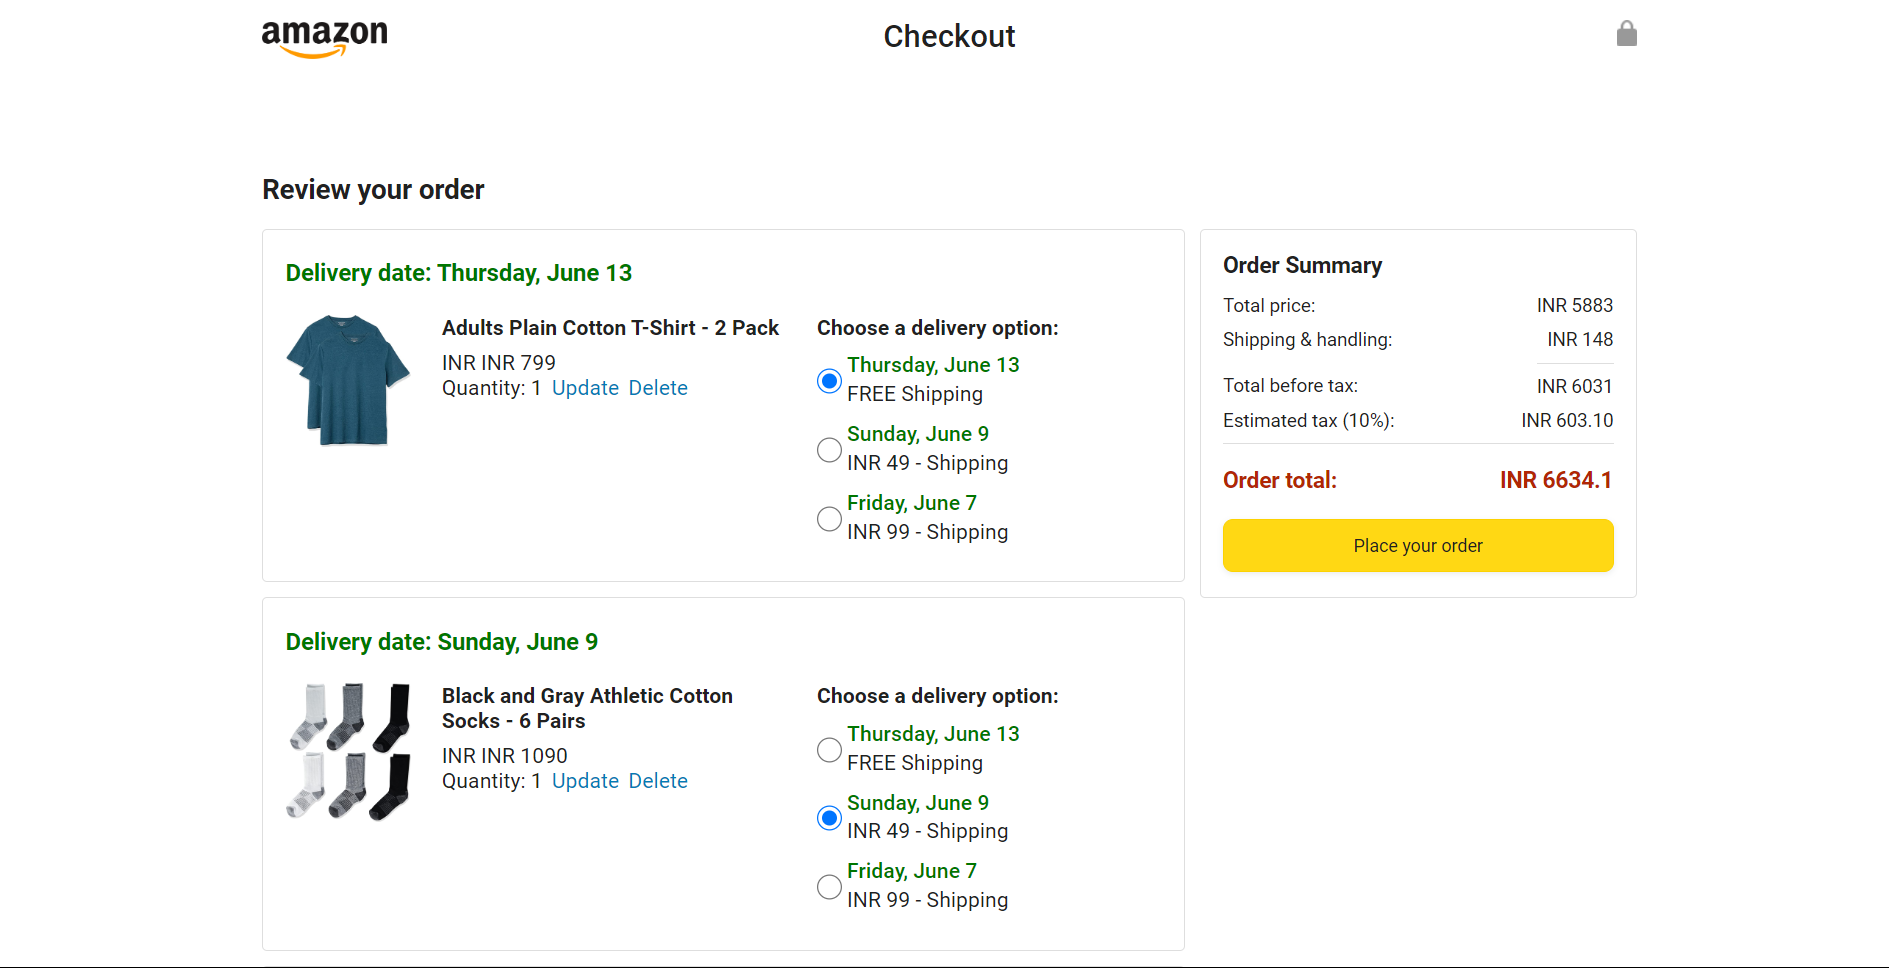 amazon
Checkout
Review your order
Delivery date: Thursday, June 13
Adults Plain Cotton T-Shirt - 2 Pack
INR INR 799
Quantity: 1 Update Delete
Choose a delivery option:
Thursday, June 13
FREE Shipping
Sunday, June 9
INR 49 - Shipping
Friday, June 7
INR 99 - Shipping
Order Summary
Total price: INR 5883
Shipping & handling: INR 148
Total before tax: INR 6031
Estimated tax (10%): INR 603.10
Order total: INR 6634.1
Place your order
Delivery date: Sunday, June 9
Black and Gray Athletic Cotton
Socks - 6 Pairs
INR INR 1090
Quantity: 1 Update Delete
Choose a delivery option:
Thursday, June 13
FREE Shipping
Sunday, June 9
INR 49 - Shipping
Friday, June 7
INR 99 - Shipping